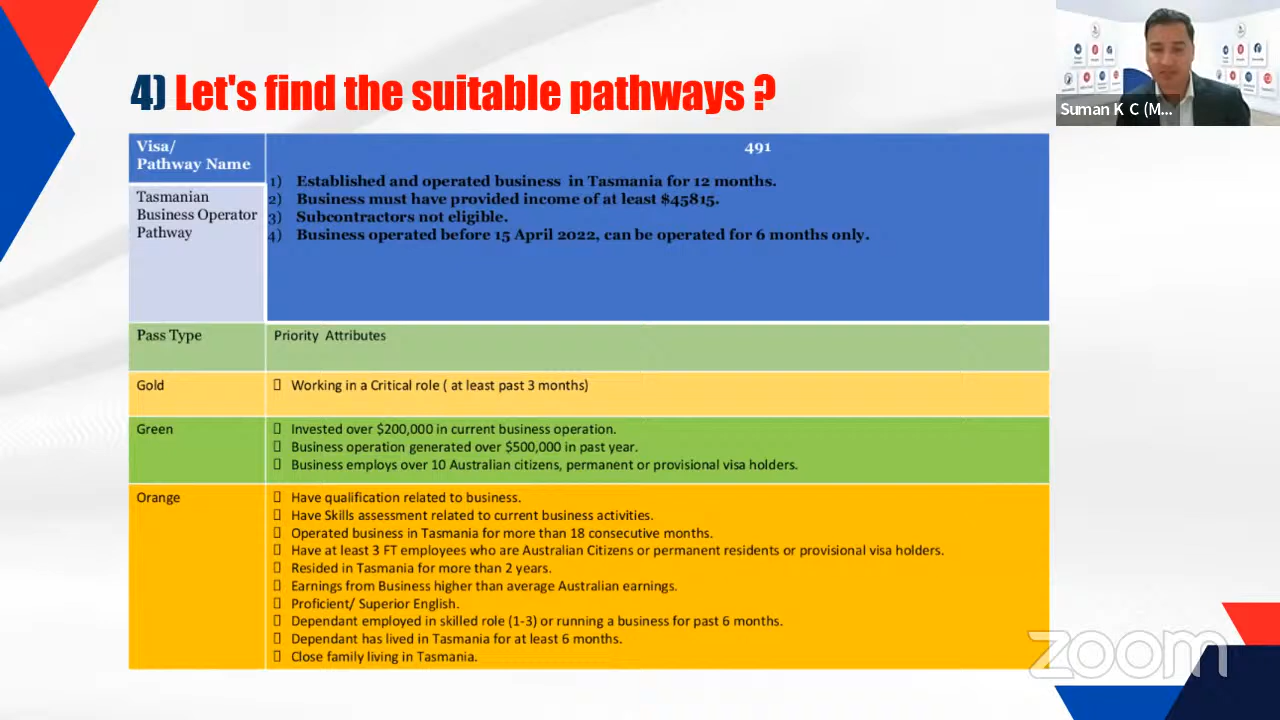 4) Let's find the suitable pathways ?
Suman K C (M...
Visa/
Pathway Name
491
Tasmanian
Business Operator
Pathway
1) Established and operated business in Tasmania for 12 months.
2) Business must have provided income of at least $45815.
3) Subcontractors not eligible.
4) Business operated before 15 April 2022, can be operated for 6 months only.
Pass Type
Priority Attributes
Gold
Working in a Critical role ( at least past 3 months)
Green
Invested over $200,000 in current business operation.
Business operation generated over $500,000 in past year.
Business employs over 10 Australian citizens, permanent or provisional visa holders.
Orange
Have qualification related to business.
Have Skills assessment related to current business activities.
Operated business in Tasmania for more than 18 consecutive months.
Have at least 3 FT employees who are Australian Citizens or permanent residents or provisional visa holders.
Resided in Tasmania for more than 2 years.
Earnings from Business higher than average Australian earnings.
Proficient/ Superior English.
Dependant employed in skilled role (1-3) or running a business for past 6 months.
Dependant has lived in Tasmania for at least 6 months.
Close family living in Tasmania.
zoom